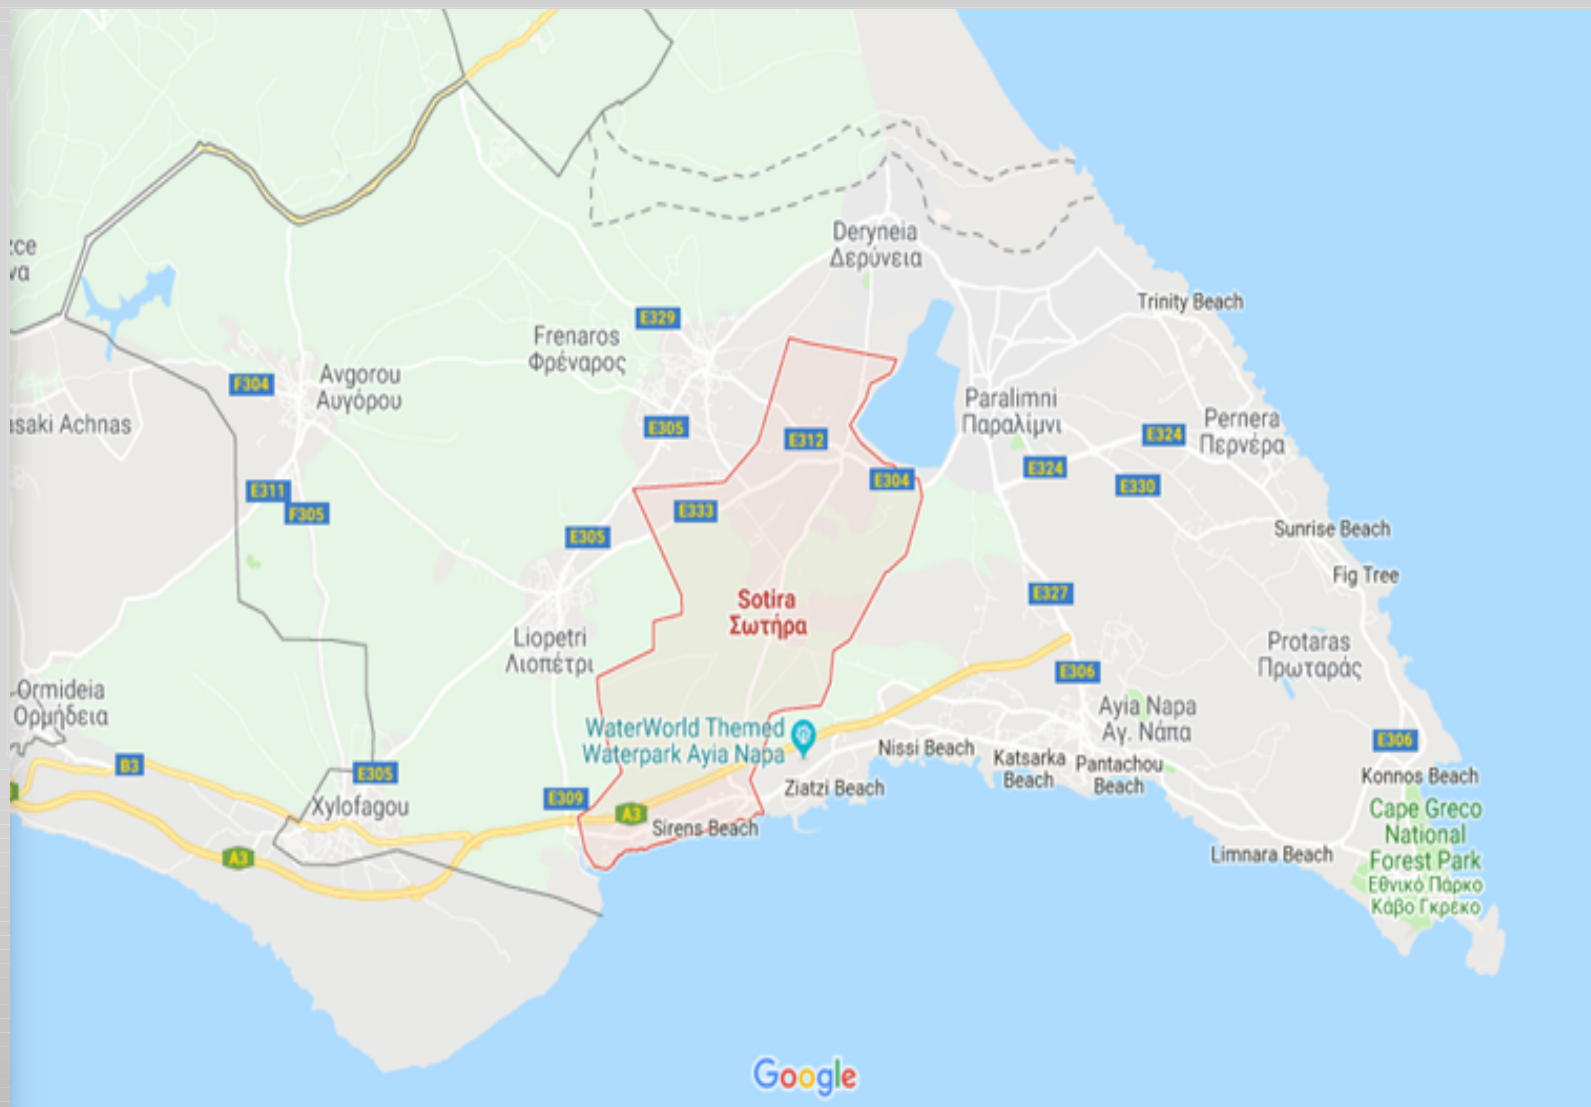 Deryneia
Δερύνεια
Trinity Beach
E329
Frenaros
Φρέναρος
F304
Avgorou
Αυγόρου
Paralimni
Παραλίμνι
Pernera
Περνέρα
asaki Achnas
E305
E312
E324
E324
E304
E330
E311
F305
E333
E305
Sunrise Beach
Fig Tree
E327
Sotira
Σωτήρα
Liopetri
Λιοπέτρι
Protaras
Πρωταράς
E306
Ormideia
Ορμήδεια
Ayia Napa
Αγ. Νάπα
WaterWorld Themed
Waterpark Ayia Napa
Nissi Beach
Katsarka
Beach
Pantachou
Beach
E306
B3
E305
Konnos Beach
Ziatzi Beach
Xylofagou
E309
A3
Sirens Beach
Cape Greco
National
Forest Park
Εθνικό Πάρκο
Κάβο Γκρέκο
A3
Limnara Beach
Google